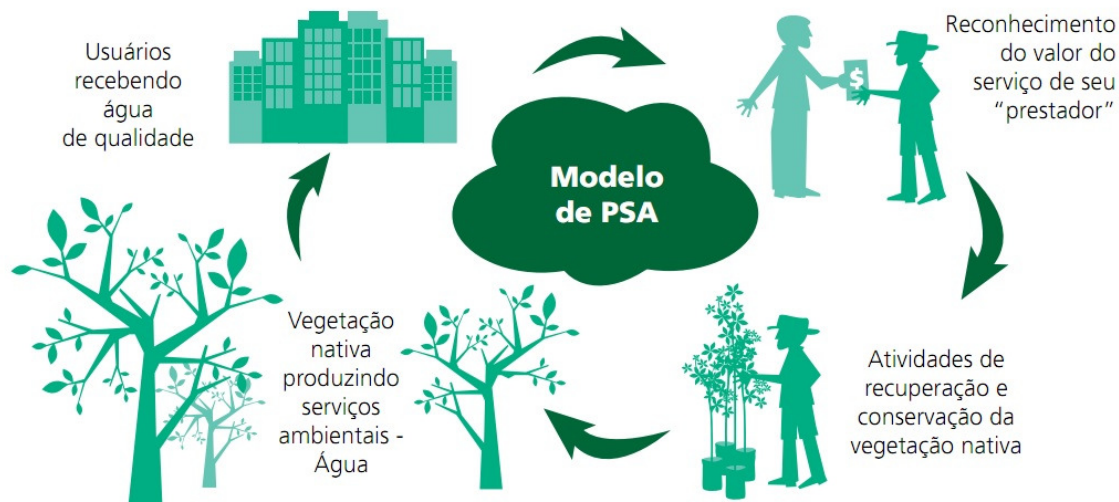 Usuários
recebendo
água
de qualidade
$
Reconhecimento
do valor do
serviço de seu
“prestador”
Modelo
de PSA
Vegetação
nativa
produzindo
serviços
ambientais -
Água
Atividades de
recuperação e
conservação da
vegetação nativa